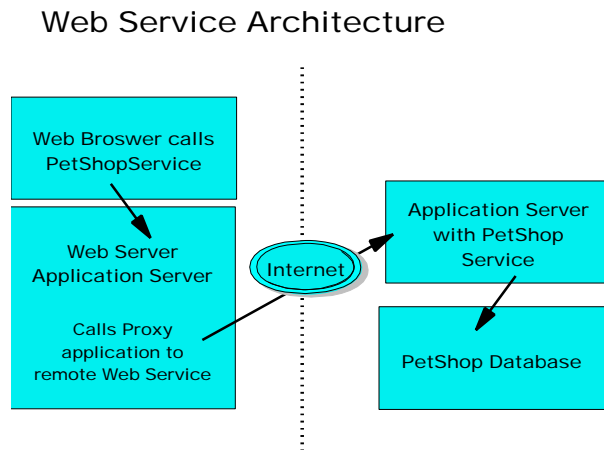 Web Service Architecture
Web Broswer calls
PetShopService
Web Server
Application Server
Calls Proxy
application to
remote Web Service
Internet
Application Server
with PetShop
Service
PetShop Database